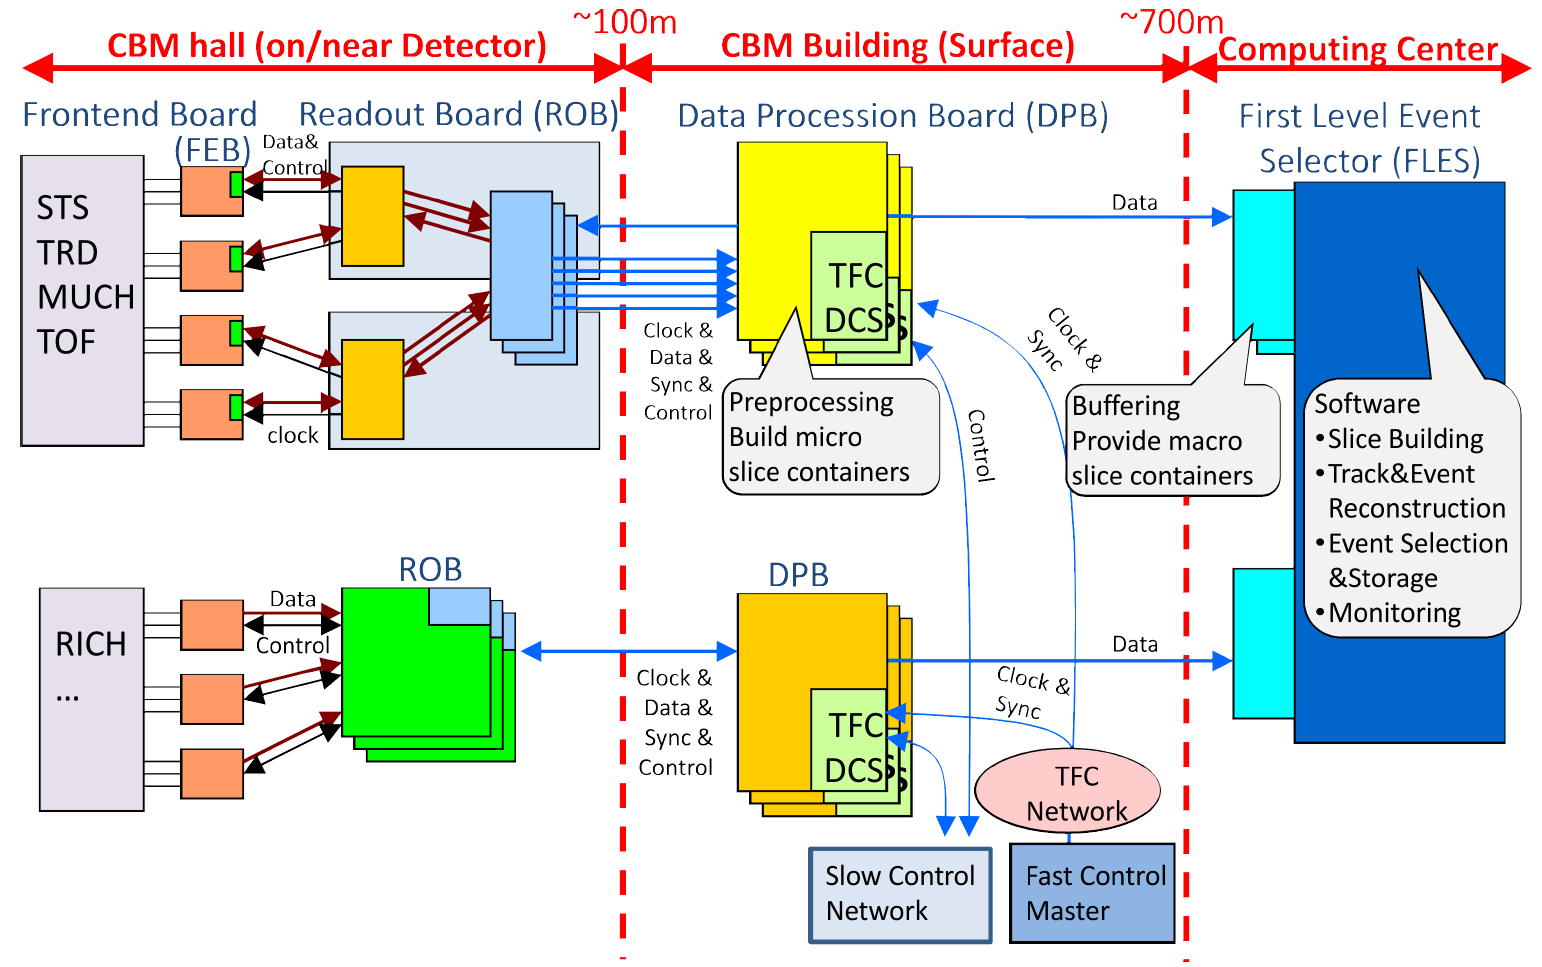 ~100m
~700m
CBM hall (on/near Detector)
CBM Building (Surface)
Computing Center
Frontend Board
(FEB)
Readout Board (ROB)
Data Procession Board (DPB)
First Level Event
Selector (FLES)
Data&
Control
STS
TRD
MUCH
TOF
clock
Clock &
Data &
Sync &
Control
TFC
DCS
S
S
Data
Clock &
Sync
Control
Preprocessing
Build micro
slice containers
Buffering
Provide macro
slice containers
Software
•Slice Building
•Track&Event
Reconstruction
•Event Selection
&Storage
•Monitoring
ROB
DPB
RICH
...
Data
Control
Clock &
Data &
Sync &
Control
TFC
DCS
S
S
Data
Clock &
Sync
TFC
Network
Slow Control
Network
Fast Control
Master